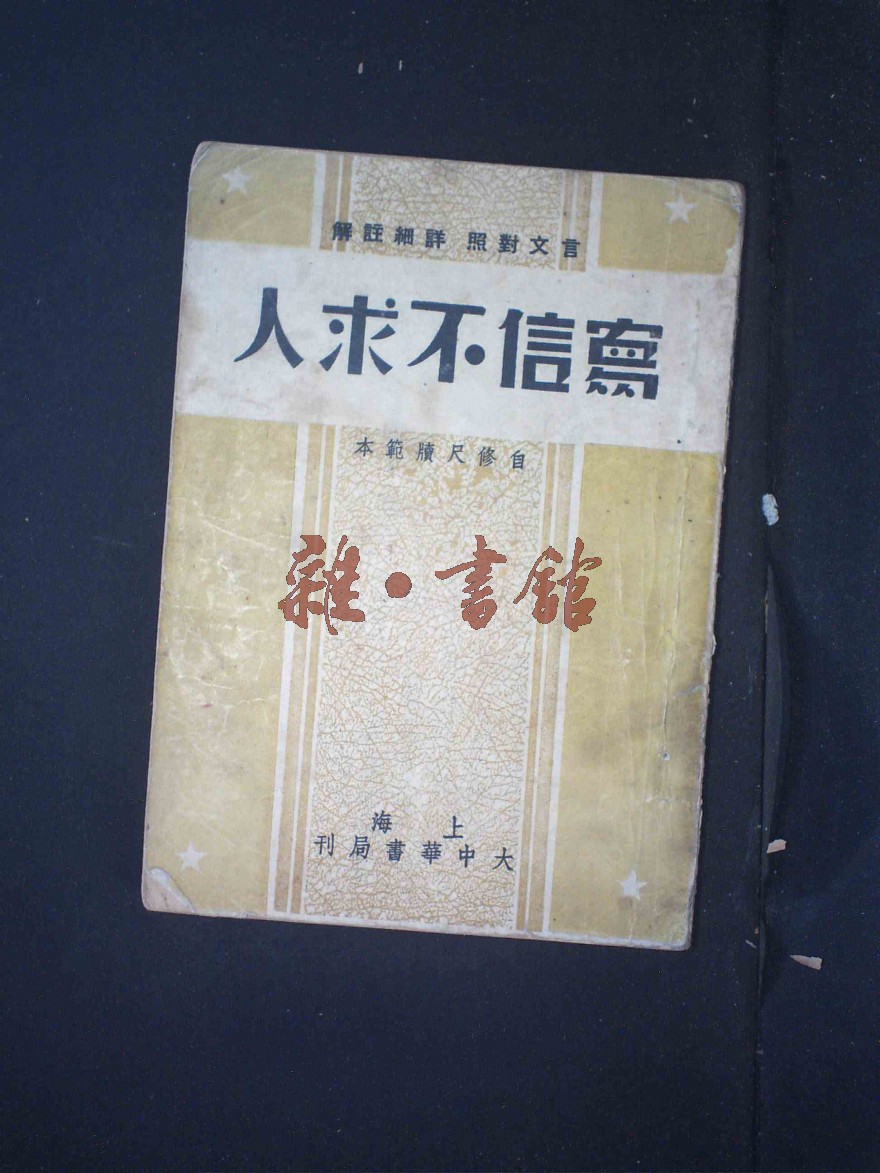 言文對照 詳細註解
寫信不求人
自修尺牘範本
雜·書館
上海
大中華書局刊